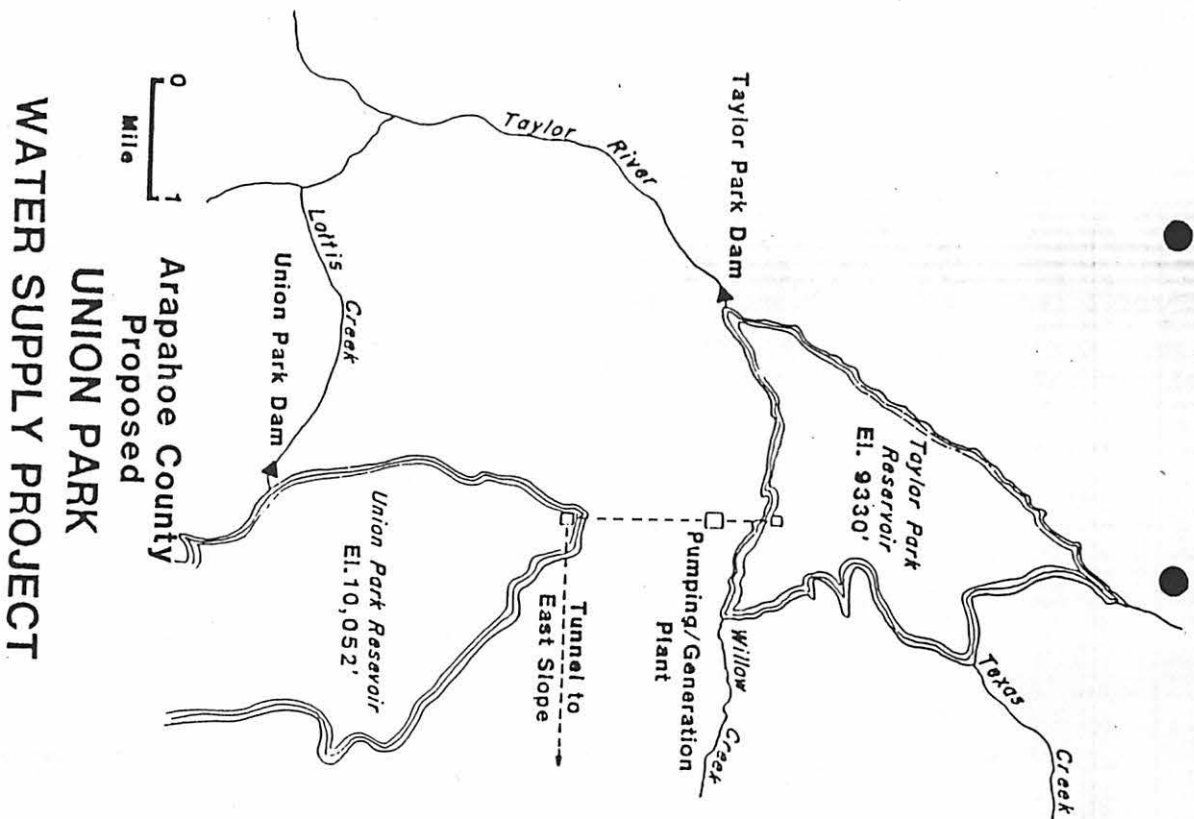 Taylor Park Dam
Taylor River
Taylor Park
Reservoir
El. 9330'
Texas Creek
Willow Creek
Pumping/Generation
Plant
Tunnel to
East Slope
Union Park Reservoir
El. 10,052'
Union Park Dam
Lottis Creek
0 1
Mile
Arapahoe County
Proposed
UNION PARK
WATER SUPPLY PROJECT